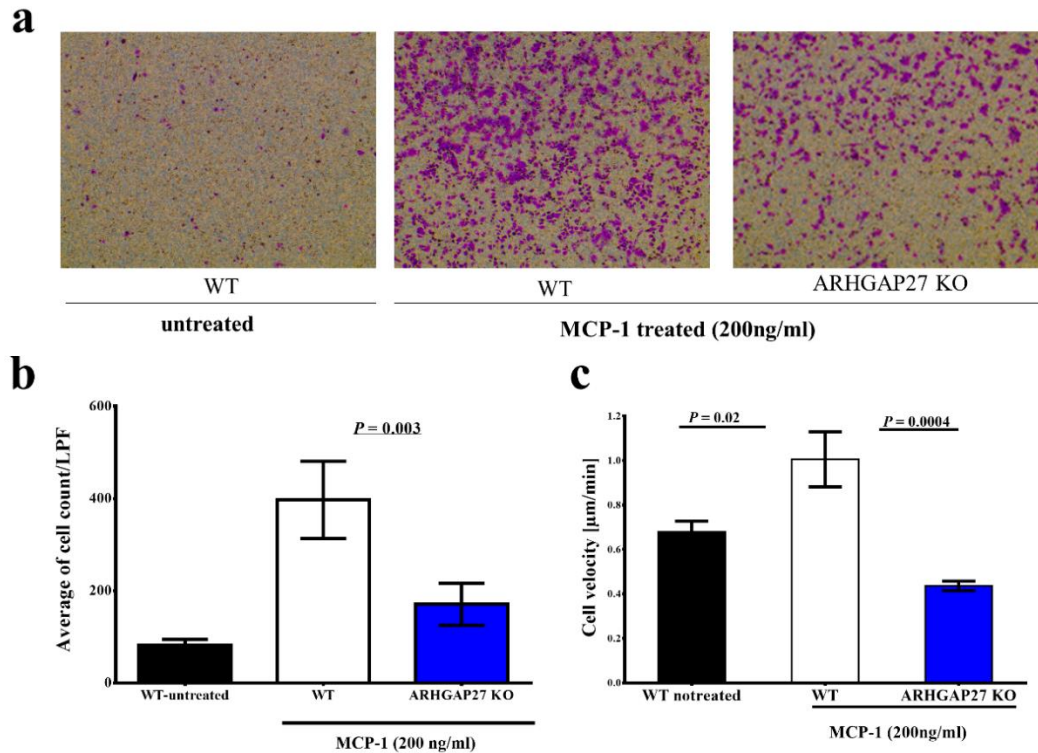 a
WT
WT
ARHGAP27 KO
untreated
MCP-1 treated (200ng/ml)
b
Average of cell count/LPF
600
400
200
0
P = 0.003
WT-untreated
WT
ARHGAP27 KO
MCP-1 (200 ng/ml)
c
Cell velocity [µm/min]
1.2
1.0
0.8
0.6
0.4
0.2
0.0
P = 0.02
P = 0.0004
WT notreated
WT
ARHGAP27 KO
MCP-1 (200ng/ml)